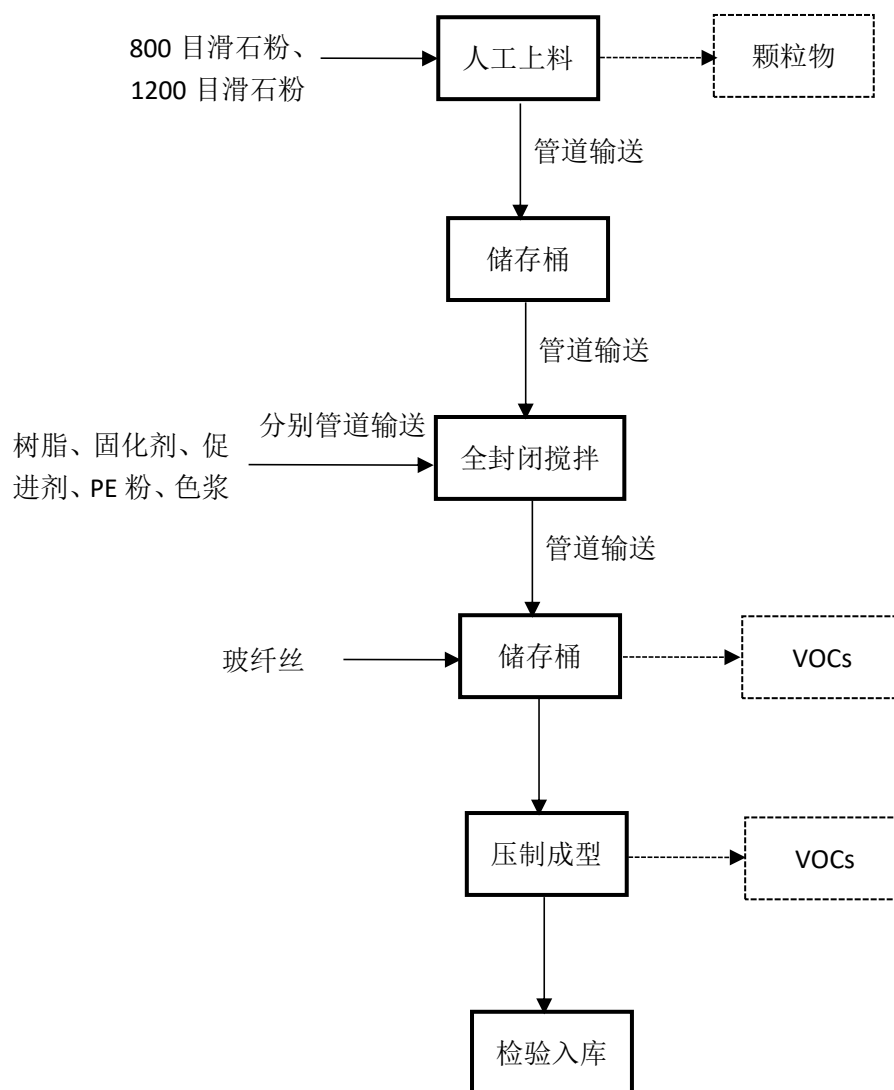 800 目滑石粉、
1200 目滑石粉
人工上料
颗粒物
管道输送
储存桶
管道输送
分别管道输送
树脂、固化剂、促
进剂、PE 粉、色浆
全封闭搅拌
管道输送
玻纤丝
储存桶
VOCs
压制成型
VOCs
检验入库